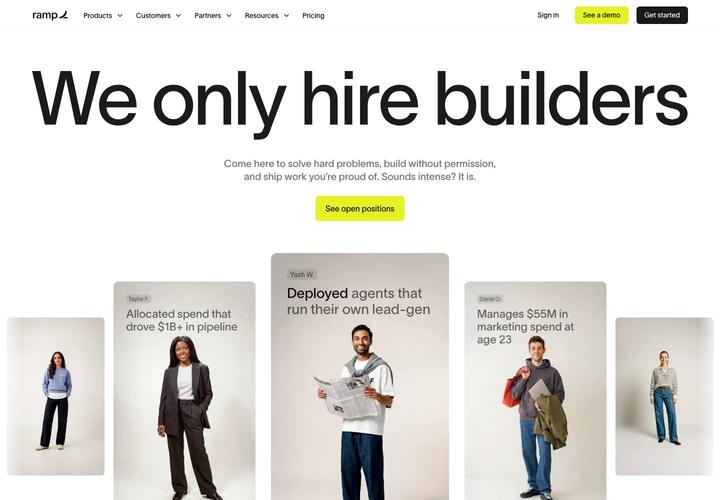 ramp
Products
Customers
Partners
Resources
Pricing
Sign in
See a demo
Get started
We only hire builders
Come here to solve hard problems, build without permission,
and ship work you're proud of. Sounds intense? It is.
See open positions
Taylor F.
Allocated spend that
drove $1B+ in pipeline
Yash W.
Deployed agents that
run their own lead-gen
David O.
Manages $55M in
marketing spend at
age 23